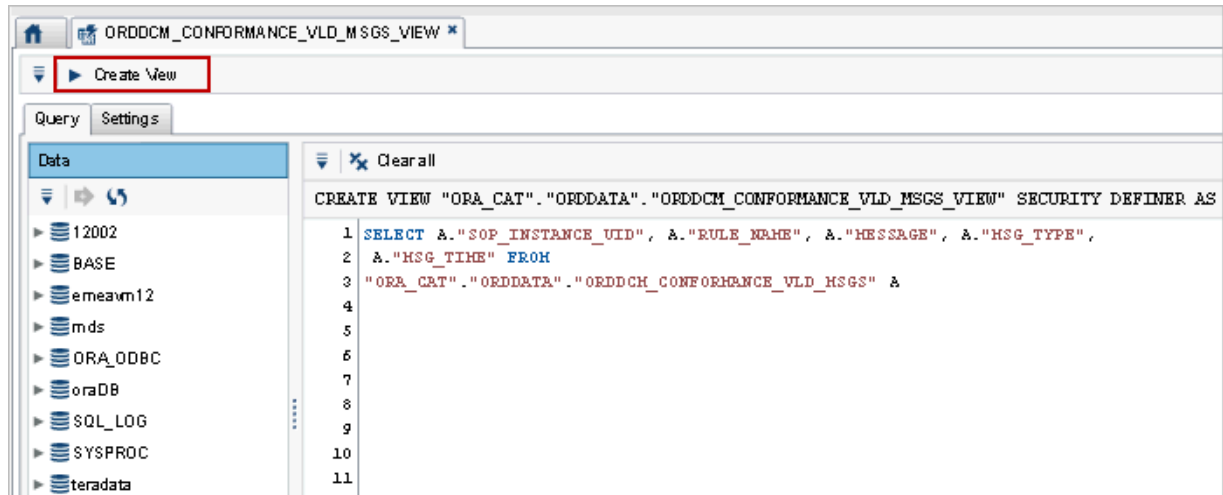 ORDDCM_CONFORMANCE_VLD_MSGS_VIEW
Create View
Query Settings
Data
Clear all
CREATE VIEW "ORA_CAT"."ORDDATA"."ORDDCM_CONFORMANCE_VLD_MSGS_VIEW" SECURITY DEFINER AS
12002
BASE
emeavm12
mds
ORA_ODBC
oraDB
SQL_LOG
SYSPROC
teradata
1 SELECT A."SOP_INSTANCE_UID", A."RULE_NAME", A."MESSAGE", A."MSG_TYPE",
2 A."MSG_TIME" FROM
3 "ORA_CAT"."ORDDATA"."ORDDCM_CONFORMANCE_VLD_MSGS" A
4
5
6
7
8
9
10
11